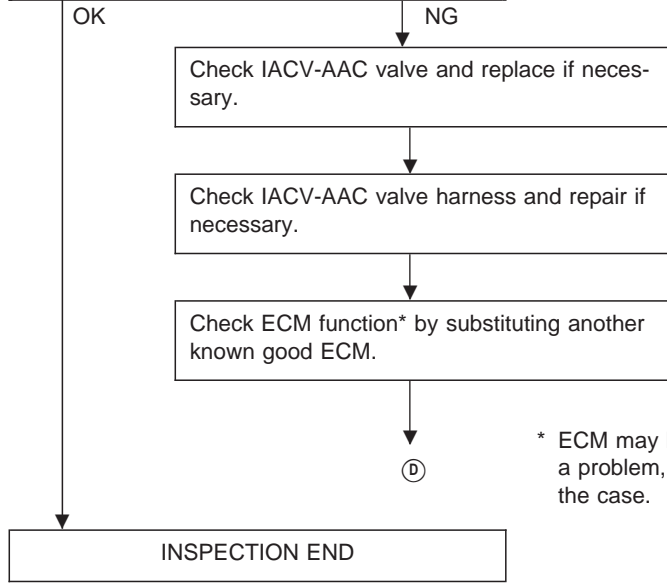 OK
NG
Check IACV-AAC valve and replace if neces-
sary.
Check IACV-AAC valve harness and repair if
necessary.
Check ECM function* by substituting another
known good ECM.
D
* ECM may
a problem,
the case.
INSPECTION END